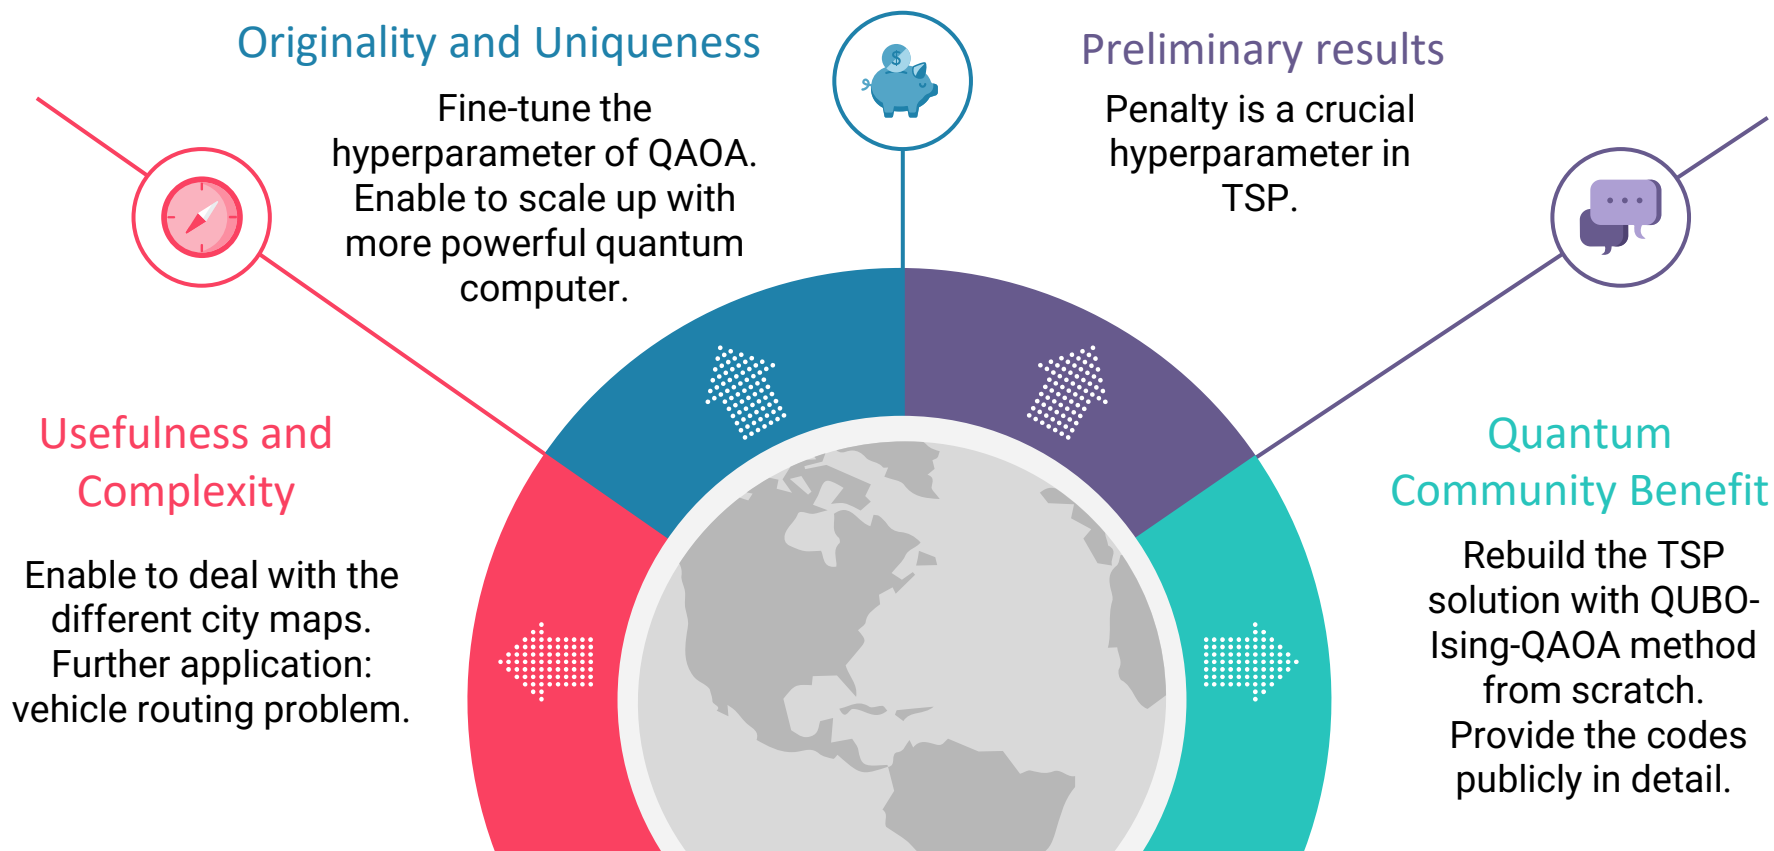 Originality and Uniqueness
Fine-tune the
hyperparameter of QAOA.
Enable to scale up with
more powerful quantum
computer.
$
Preliminary results
Penalty is a crucial
hyperparameter in
TSP.
Usefulness and
Complexity
Enable to deal with the
different city maps.
Further application:
vehicle routing problem.
Quantum
Community Benefit
Rebuild the TSP
solution with QUBO-
Ising-QAOA method
from scratch.
Provide the codes
publicly in detail.